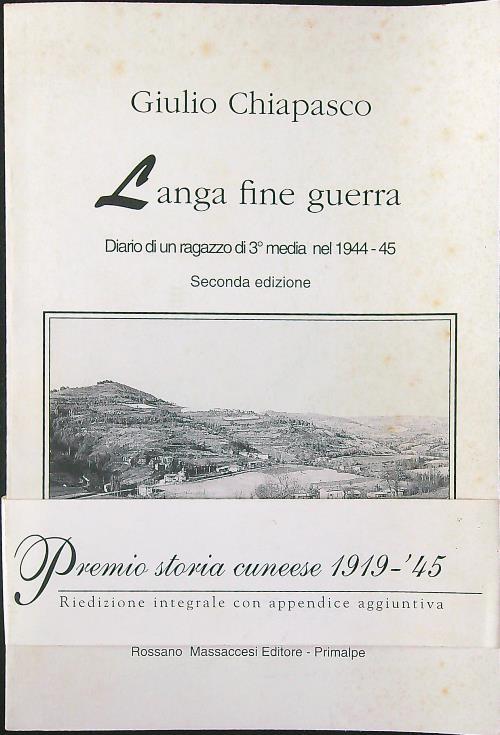 Giulio Chiapasco
Langa fine guerra
Diario di un ragazzo di 3° media nel 1944 - 45
Seconda edizione
Premio storia cuneese 1919-'45
Riedizione integrale con appendice aggiuntiva
Rossano Massaccesi Editore - Primalpe